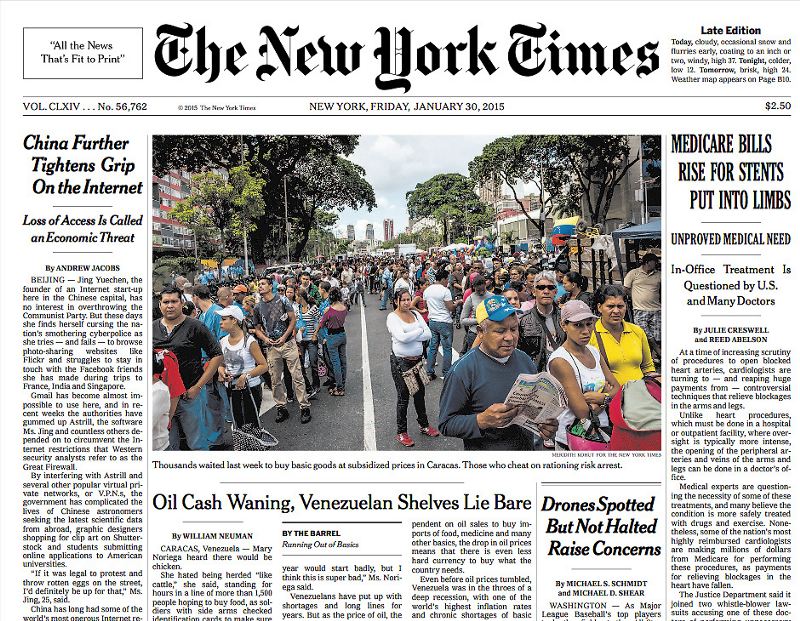 "All the News
That's Fit to Print"
The New York Times
Late Edition
Today, cloudy, occasional snow and
flurries early, coating to an inch or
two, windy, high 37. Tonight, colder,
low 12. Tomorrow, brisk, high 24.
Weather map appears on Page B10.
VOL. CLXIV . . . No. 56,762
© 2015 The New York Times
NEW YORK, FRIDAY, JANUARY 30, 2015
$2.50
China Further
Tightens Grip
On the Internet
Loss of Access Is Called
an Economic Threat
By ANDREW JACOBS
BEIJING — Jing Yuechen, the
founder of an Internet start-up
here in the Chinese capital, has
no interest in overthrowing the
Communist Party. But these days
she finds herself cursing the na-
tion's smothering cyberpolice as
she tries — and fails — to browse
photo-sharing websites like
Flickr and struggles to stay in
touch with the Facebook friends
she has made during trips to
France, India and Singapore.
Gmail has become almost im-
possible to use here, and in re-
cent weeks the authorities have
gummed up Astrill, the software
Ms. Jing and countless others de-
pended on to circumvent the In-
ternet restrictions that Western
security analysts refer to as the
Great Firewall.
By interfering with Astrill and
several other popular virtual pri-
vate networks, or V.P.N.s, the
government has complicated the
lives of Chinese astronomers
seeking the latest scientific data
from abroad, graphic designers
shopping for clip art on Shutter-
stock and students submitting
online applications to American
universities.
"If it was legal to protest and
throw rotten eggs on the street,
I'd definitely be up for that," Ms.
Jing, 25, said.
China has long had some of the
world's most onerous Internet re-
MERIDITH KOHUT FOR THE NEW YORK TIMES
Thousands waited last week to buy basic goods at subsidized prices in Caracas. Those who cheat on rationing risk arrest.
Oil Cash Waning, Venezuelan Shelves Lie Bare
By WILLIAM NEUMAN
CARACAS, Venezuela — Mary
Noriega heard there would be
chicken.
She hated being herded "like
cattle," she said, standing for
hours in a line of more than 1,500
people hoping to buy food, as sol-
diers with side arms checked
identification cards to make sure
BY THE BARREL
Running Out of Basics
year would start badly, but I
think this is super bad," Ms. Nori-
ega said.
Venezuelans have put up with
shortages and long lines for
years. But as the price of oil, the
pendent on oil sales to buy im-
ports of food, medicine and many
other basics, the drop in oil prices
means that there is even less
hard currency to buy what the
country needs.
Even before oil prices tumbled,
Venezuela was in the throes of a
deep recession, with one of the
world's highest inflation rates
and chronic shortages of basic
Drones Spotted
But Not Halted
Raise Concerns
By MICHAEL S. SCHMIDT
and MICHAEL D. SHEAR
WASHINGTON — As Major
League Baseball's top players
MEDICARE BILLS
RISE FOR STENTS
PUT INTO LIMBS
UNPROVED MEDICAL NEED
In-Office Treatment Is
Questioned by U.S.
and Many Doctors
By JULIE CRESWELL
and REED ABELSON
At a time of increasing scrutiny
of procedures to open blocked
heart arteries, cardiologists are
turning to — and reaping huge
payments from — controversial
techniques that relieve blockages
in the arms and legs.
Unlike heart procedures,
which must be done in a hospital
or outpatient facility, where over-
sight is typically more intense,
the opening of the peripheral ar-
teries and veins of the arms and
legs can be done in a doctor's of-
fice.
Medical experts are question-
ing the necessity of some of these
treatments, and many believe the
condition is more safely treated
with drugs and exercise. None-
theless, some of the nation's most
highly reimbursed cardiologists
are making millions of dollars
from Medicare for performing
these procedures, as payments
for relieving blockages in the
heart have fallen.
The Justice Department said it
joined two whistle-blower law-
suits accusing one of these doc-